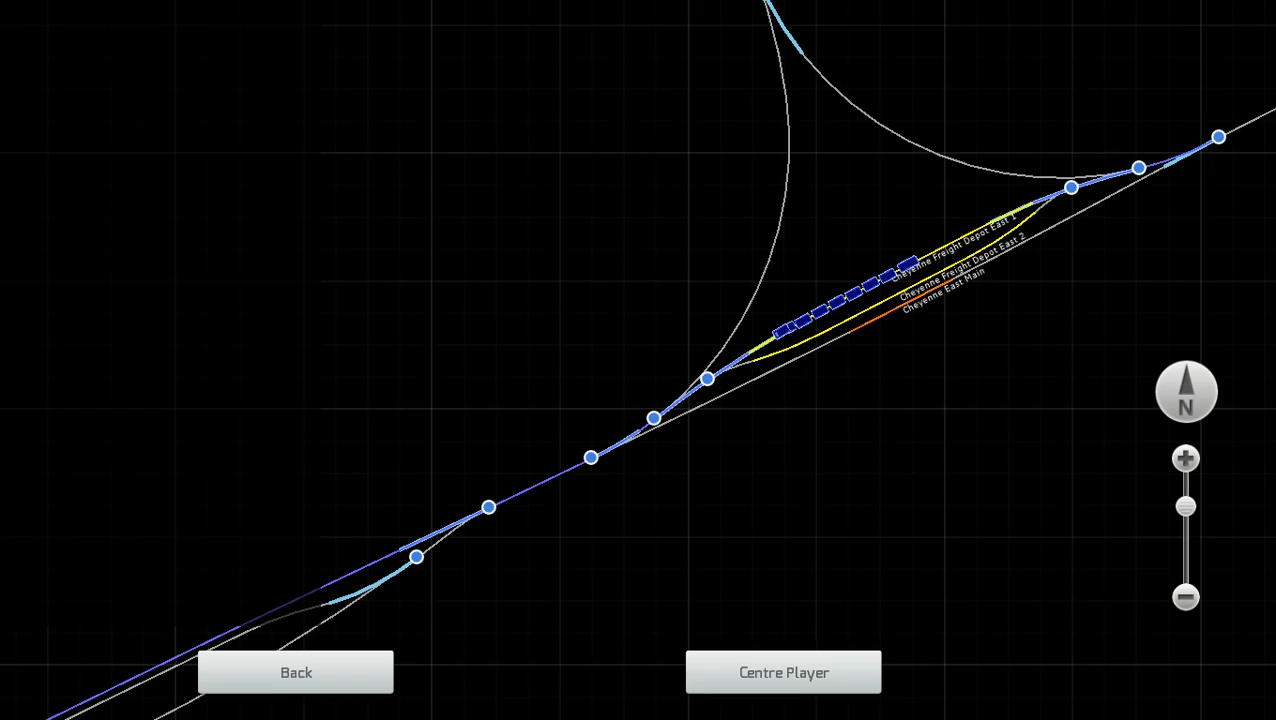 Cheyenne Freight Depot East 1
Cheyenne Freight Depot East 2
Cheyenne East Main
N
Back
Centre Player